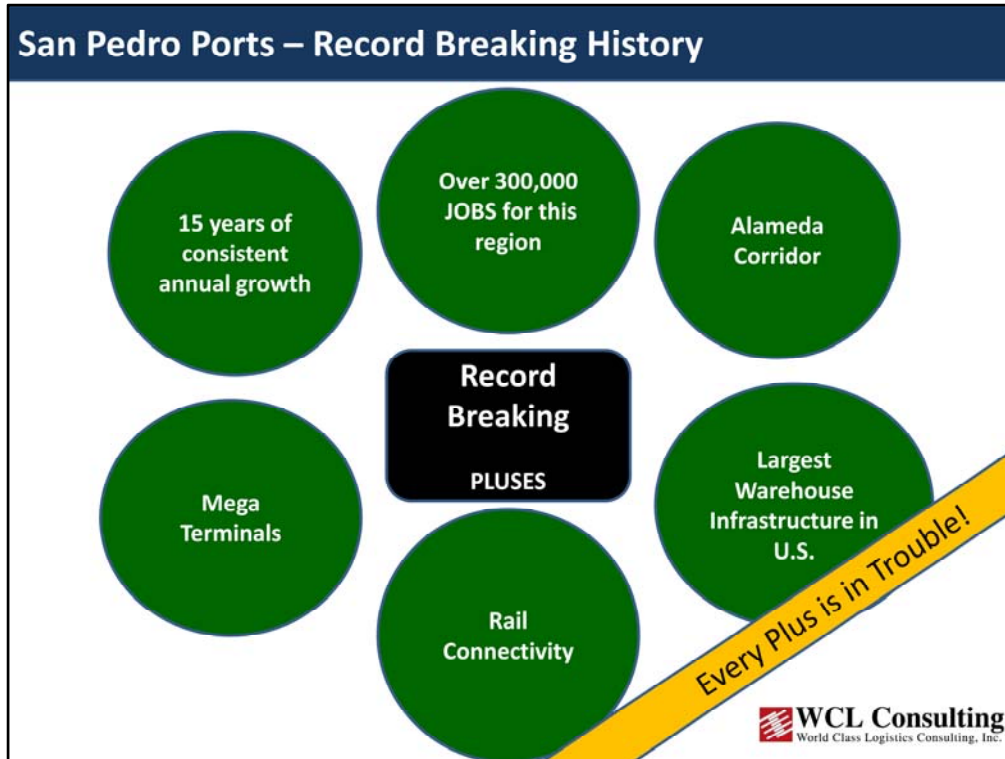 San Pedro Ports – Record Breaking History
15 years of
consistent
annual growth
Over 300,000
JOBS for this
region
Alameda
Corridor
Record
Breaking
PLUSES
Mega
Terminals
Largest
Warehouse
Infrastructure in
U.S.
Rail
Connectivity
Every Plus is in Trouble!
WCL Consulting
World Class Logistics Consulting, Inc.